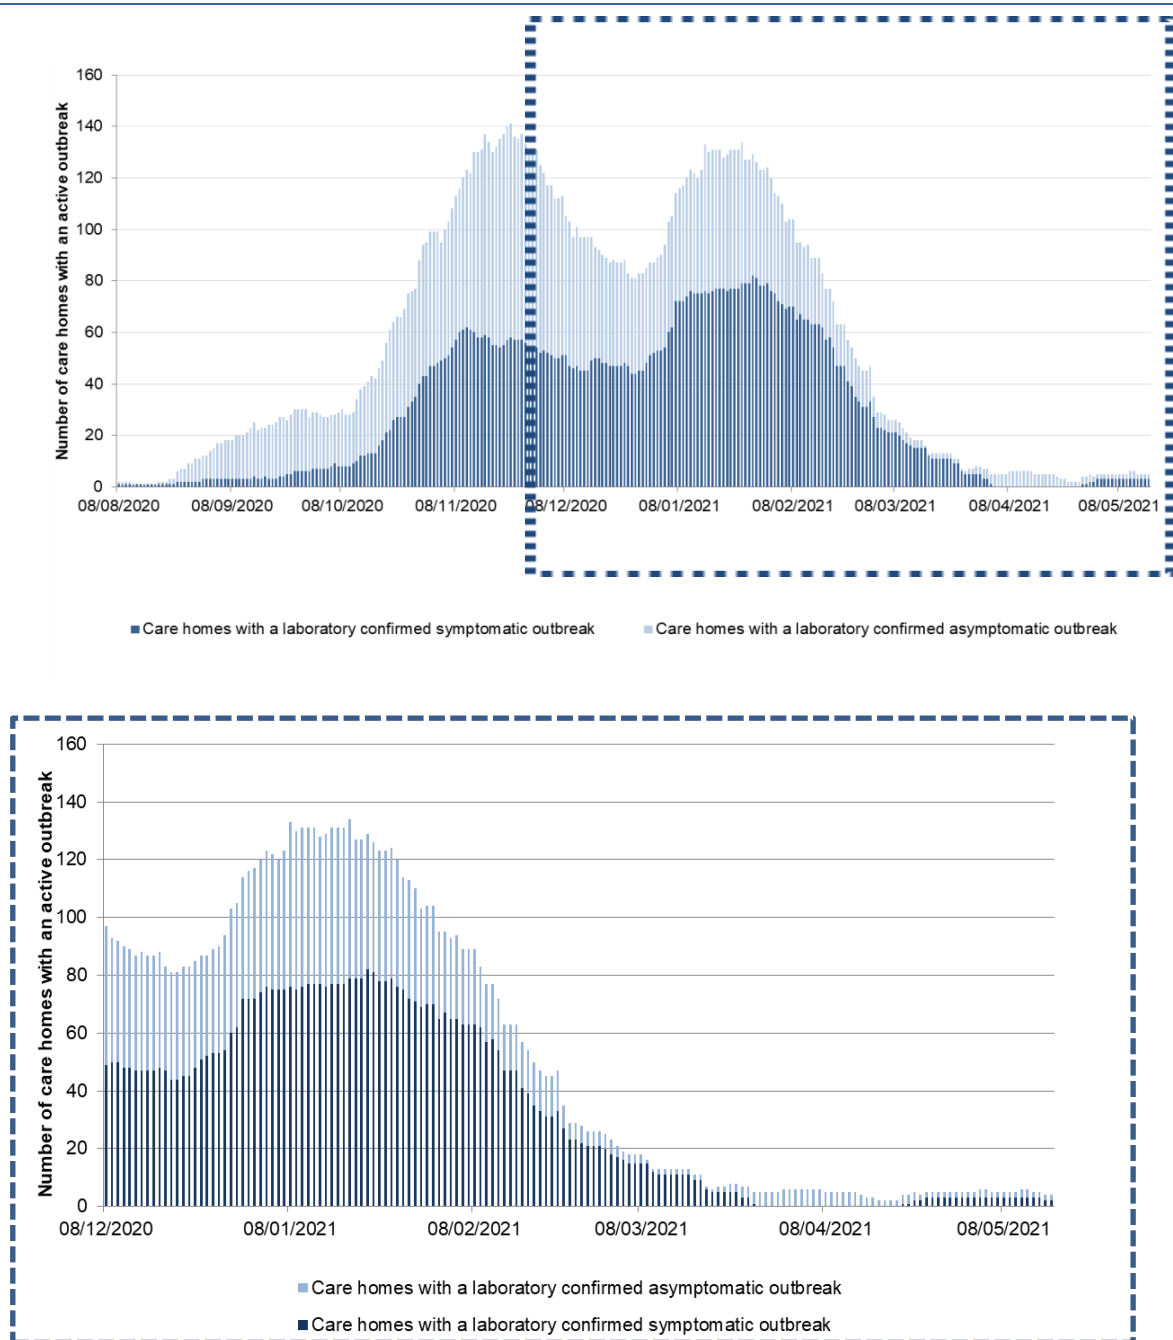 Number of care homes with an active outbreak
160
140
120
100
80
60
40
20
0
08/08/2020 08/09/2020 08/10/2020 08/11/2020 08/12/2020 08/01/2021 08/02/2021 08/03/2021 08/04/2021 08/05/2021
Care homes with a laboratory confirmed symptomatic outbreak Care homes with a laboratory confirmed asymptomatic outbreak
Number of care homes with an active outbreak
160
140
120
100
80
60
40
20
0
08/12/2020 08/01/2021 08/02/2021 08/03/2021 08/04/2021 08/05/2021
Care homes with a laboratory confirmed asymptomatic outbreak
Care homes with a laboratory confirmed symptomatic outbreak